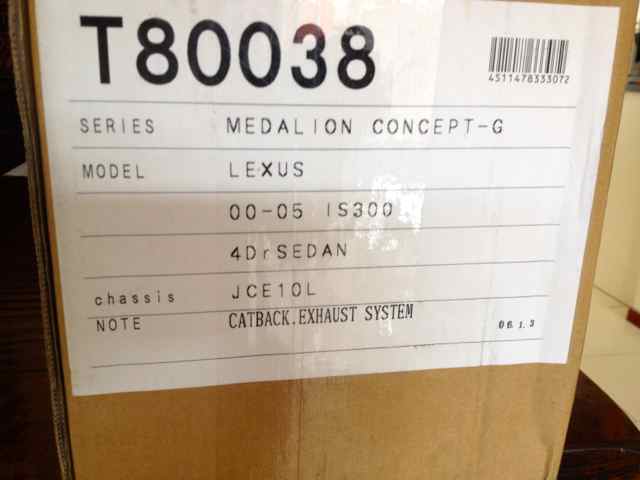 T80038
4511478333072
SERIES MEDALION CONCEPT-G
MODEL LEXUS
00-05 IS300
4DrSEDAN
chassis JCE10L
NOTE CATBACK.EXHAUST SYSTEM
06.1.3